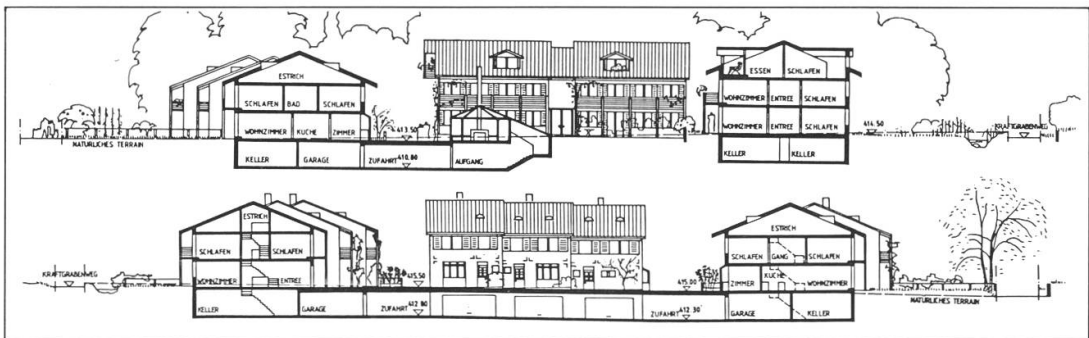 ESTRICH ESSEN SCHLAFEN
SCHLAFEN BAD SCHLAFEN WOHNZIMMER ENTREE SCHLAFEN
WOHNZIMMER KÜCHE ZIMMER 413.50 WOHNZIMMER ENTREE SCHLAFEN 414.50 KRAFTGRABENWEG
NATÜRLICHES TERRAIN
KELLER GARAGE ZUFAHRT 410.80 AUFGANG KELLER KELLER
ESTRICH ESTRICH
SCHLAFEN SCHLAFEN SCHLAFEN GANG SCHLAFEN
KRAFTGRABENWEG WOHNZIMMER ENTREE 415.50 415.00 ZIMMER KÜCHE WOHNZIMMER
NATÜRLICHES TERRAIN
KELLER GARAGE ZUFAHRT 412.80 ZUFAHRT 412.30 GARAGE KELLER